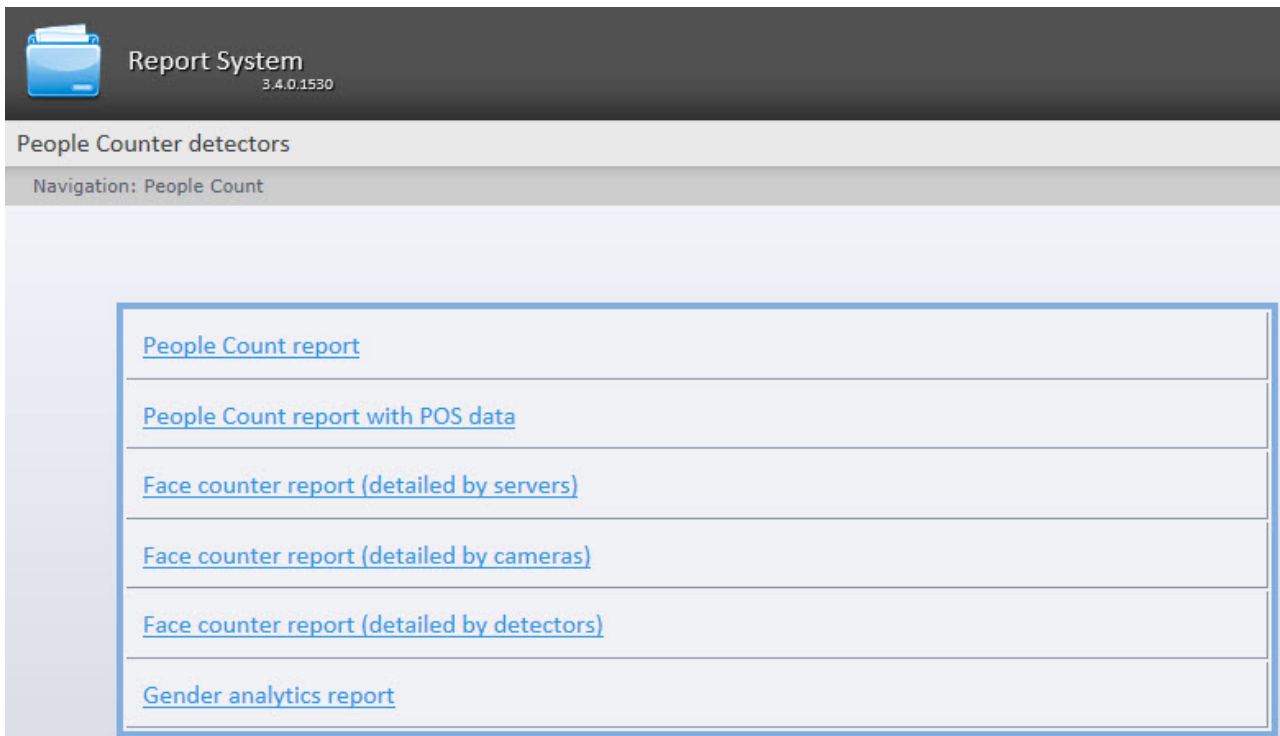 Report System
3.4.0.1530
People Counter detectors
Navigation: People Count
People Count report
People Count report with POS data
Face counter report (detailed by servers)
Face counter report (detailed by cameras)
Face counter report (detailed by detectors)
Gender analytics report